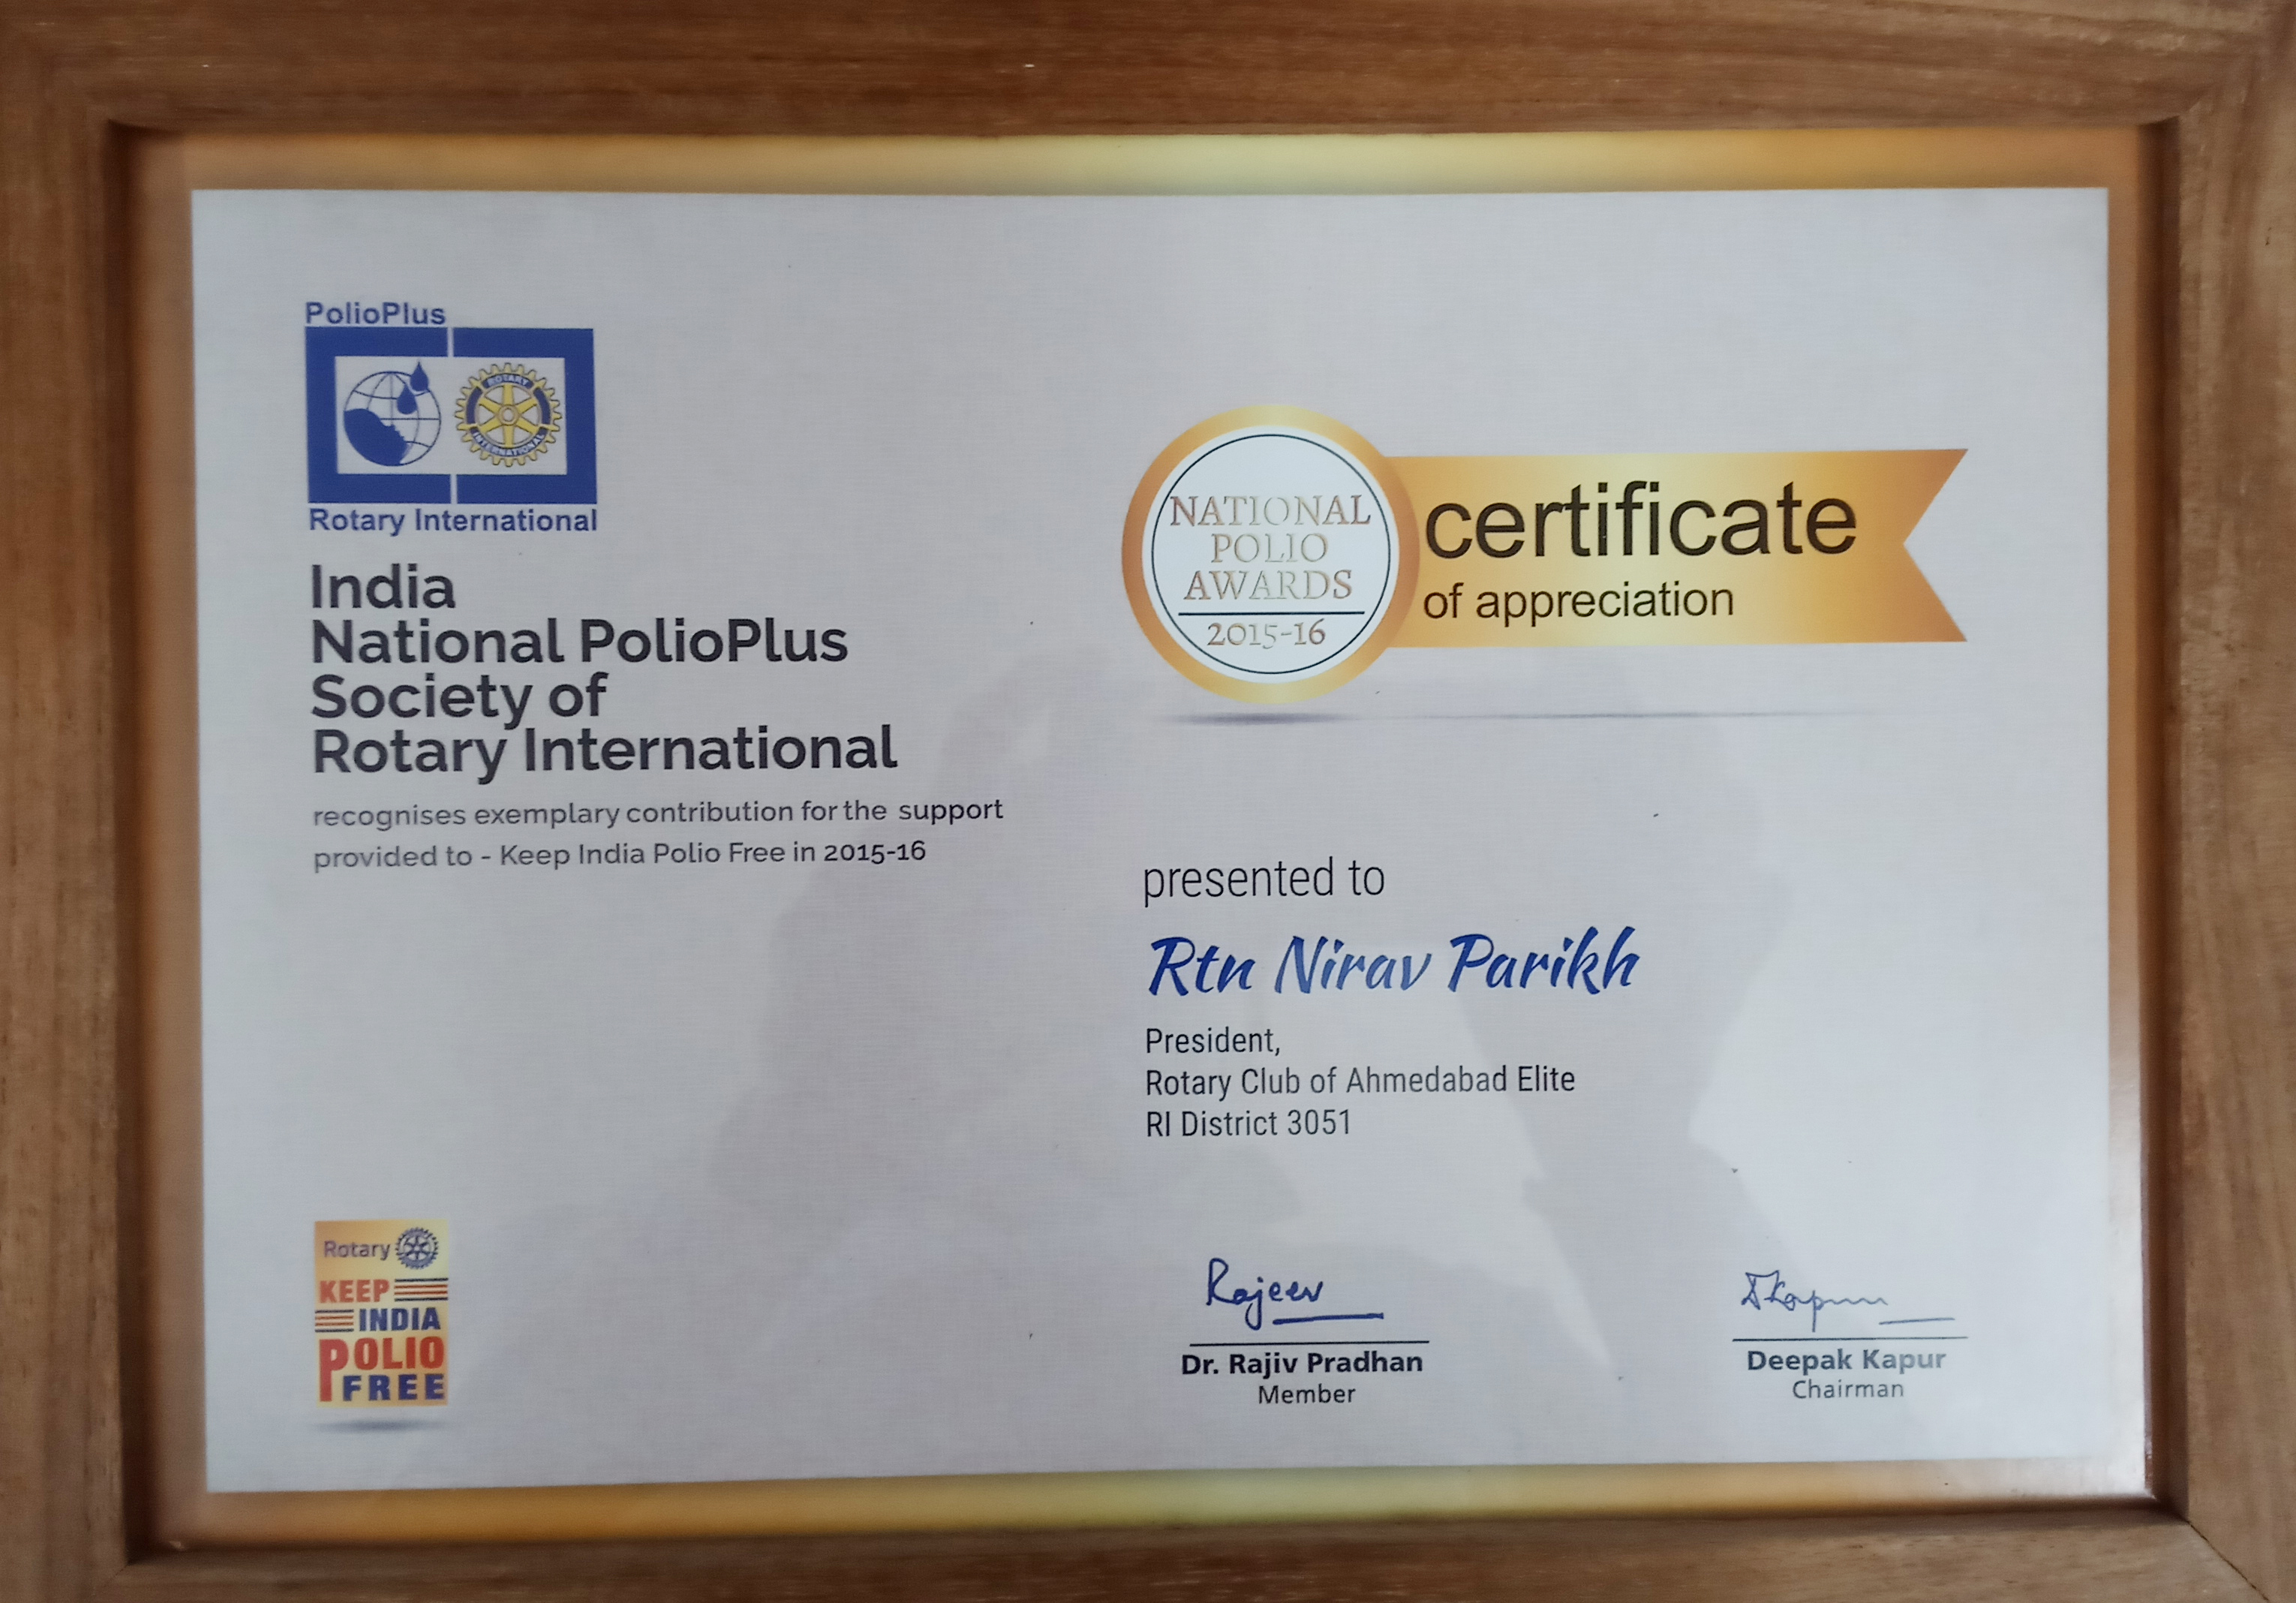 PolioPlus
ROTARY
INTERNATIONAL
Rotary International
India
National PolioPlus
Society of
Rotary International
recognises exemplary contribution for the support
provided to - Keep India Polio Free in 2015-16
NATIONAL
POLIO
AWARDS
2015-16
certificate
of appreciation
presented to
Rtn Nirav Parikh
President,
Rotary Club of Ahmedabad Elite
RI District 3051
Rotary
KEEP
INDIA
POLIO
FREE
Rajeev
Dr. Rajiv Pradhan
Member
DKapur
Deepak Kapur
Chairman